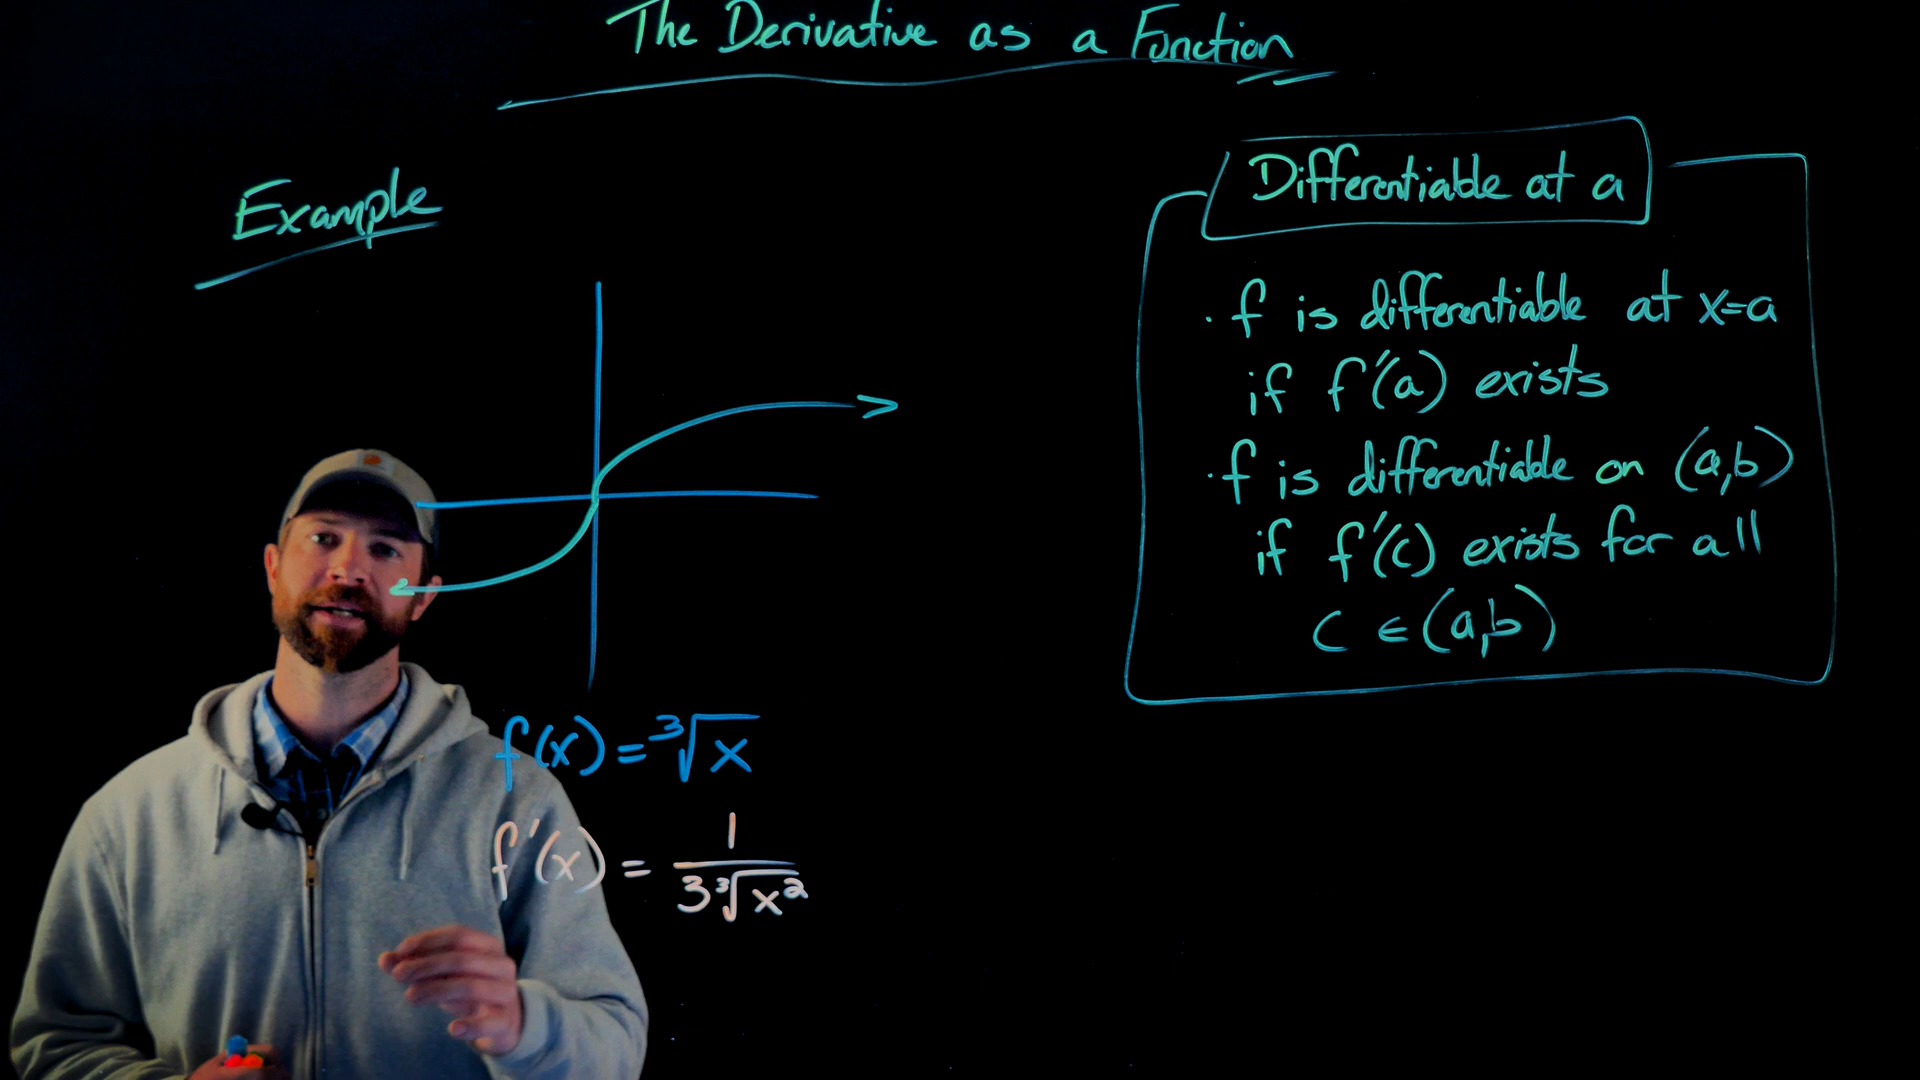 The Derivative as a Function
Example
f(x) = ∛x
f'(x) = 1/(3∛x²)
Differentiable at a
· f is differentiable at x=a
if f'(a) exists
· f is differentiable on (a,b)
if f'(c) exists for all
c ∈ (a,b)